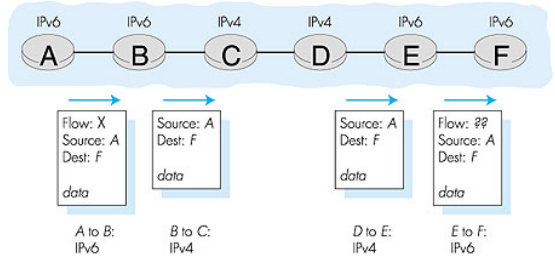 IPv6 IPv6 IPv4 IPv4 IPv6 IPv6
A B C D E F
Flow: X
Source: A
Dest: F
data
Source: A
Dest: F
data
Source: A
Dest: F
data
Flow: ??
Source: A
Dest: F
data
A to B:
IPv6
B to C:
IPv4
D to E:
IPv4
E to F:
IPv6